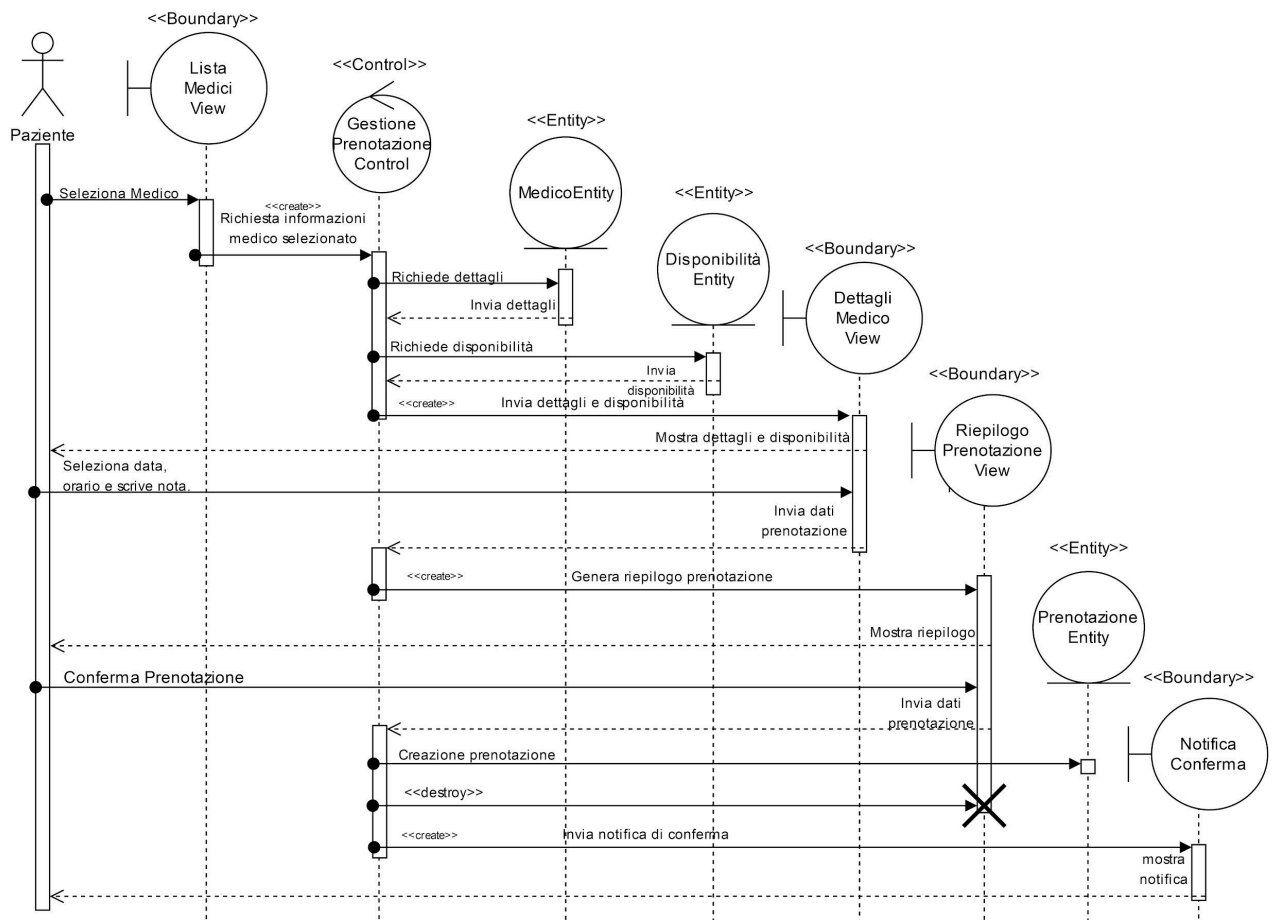 <<Boundary>>
Lista
Medici
View
Paziente
<<Control>>
Gestione
Prenotazione
Control
<<Entity>>
MedicoEntity
<<Entity>>
Disponibilità
Entity
<<Boundary>>
Dettagli
Medico
View
<<Boundary>>
Riepilogo
Prenotazione
View
<<Entity>>
Prenotazione
Entity
<<Boundary>>
Notifica
Conferma
Seleziona Medico
<<create>>
Richiesta informazioni
medico selezionato
Richiede dettagli
Invia dettagli
Richiede disponibilità
Invia
disponibilità
<<create>> Invia dettagli e disponibilità
Mostra dettagli e disponibilità
Seleziona data,
orario e scrive nota.
Invia dati
prenotazione
<<create>> Genera riepilogo prenotazione
Mostra riepilogo
Conferma Prenotazione
Invia dati
prenotazione
Creazione prenotazione
<<destroy>>
<<create>> Invia notifica di conferma
mostra
notifica